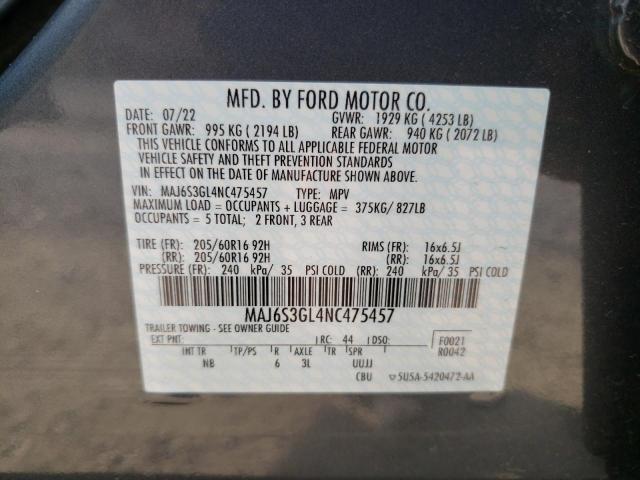 MFD. BY FORD MOTOR CO.
DATE: 07/22 GVWR: 1929 KG ( 4253 LB)
FRONT GAWR: 995 KG ( 2194 LB) REAR GAWR: 940 KG ( 2072 LB)
THIS VEHICLE CONFORMS TO ALL APPLICABLE FEDERAL MOTOR
VEHICLE SAFETY AND THEFT PREVENTION STANDARDS
IN EFFECT ON THE DATE OF MANUFACTURE SHOWN ABOVE.
VIN: MAJ6S3GL4NC475457 TYPE: MPV
MAXIMUM LOAD = OCCUPANTS + LUGGAGE = 375KG/ 827LB
OCCUPANTS = 5 TOTAL; 2 FRONT, 3 REAR
TIRE (FR): 205/60R16 92H RIMS (FR): 16x6.5J
(RR): 205/60R16 92H (RR): 16x6.5J
PRESSURE (FR): 240 kPa/ 35 PSI COLD (RR): 240 kPa/ 35 PSI COLD
MAJ6S3GL4NC475457
TRAILER TOWING - SEE OWNER GUIDE
EXT PNT: RC: 44 DSO: F0021
R0042
INT TR TP/PS R AXLE TR SPR
NB 6 3L UUJJ
CBU ▽5USA-5420472-AA